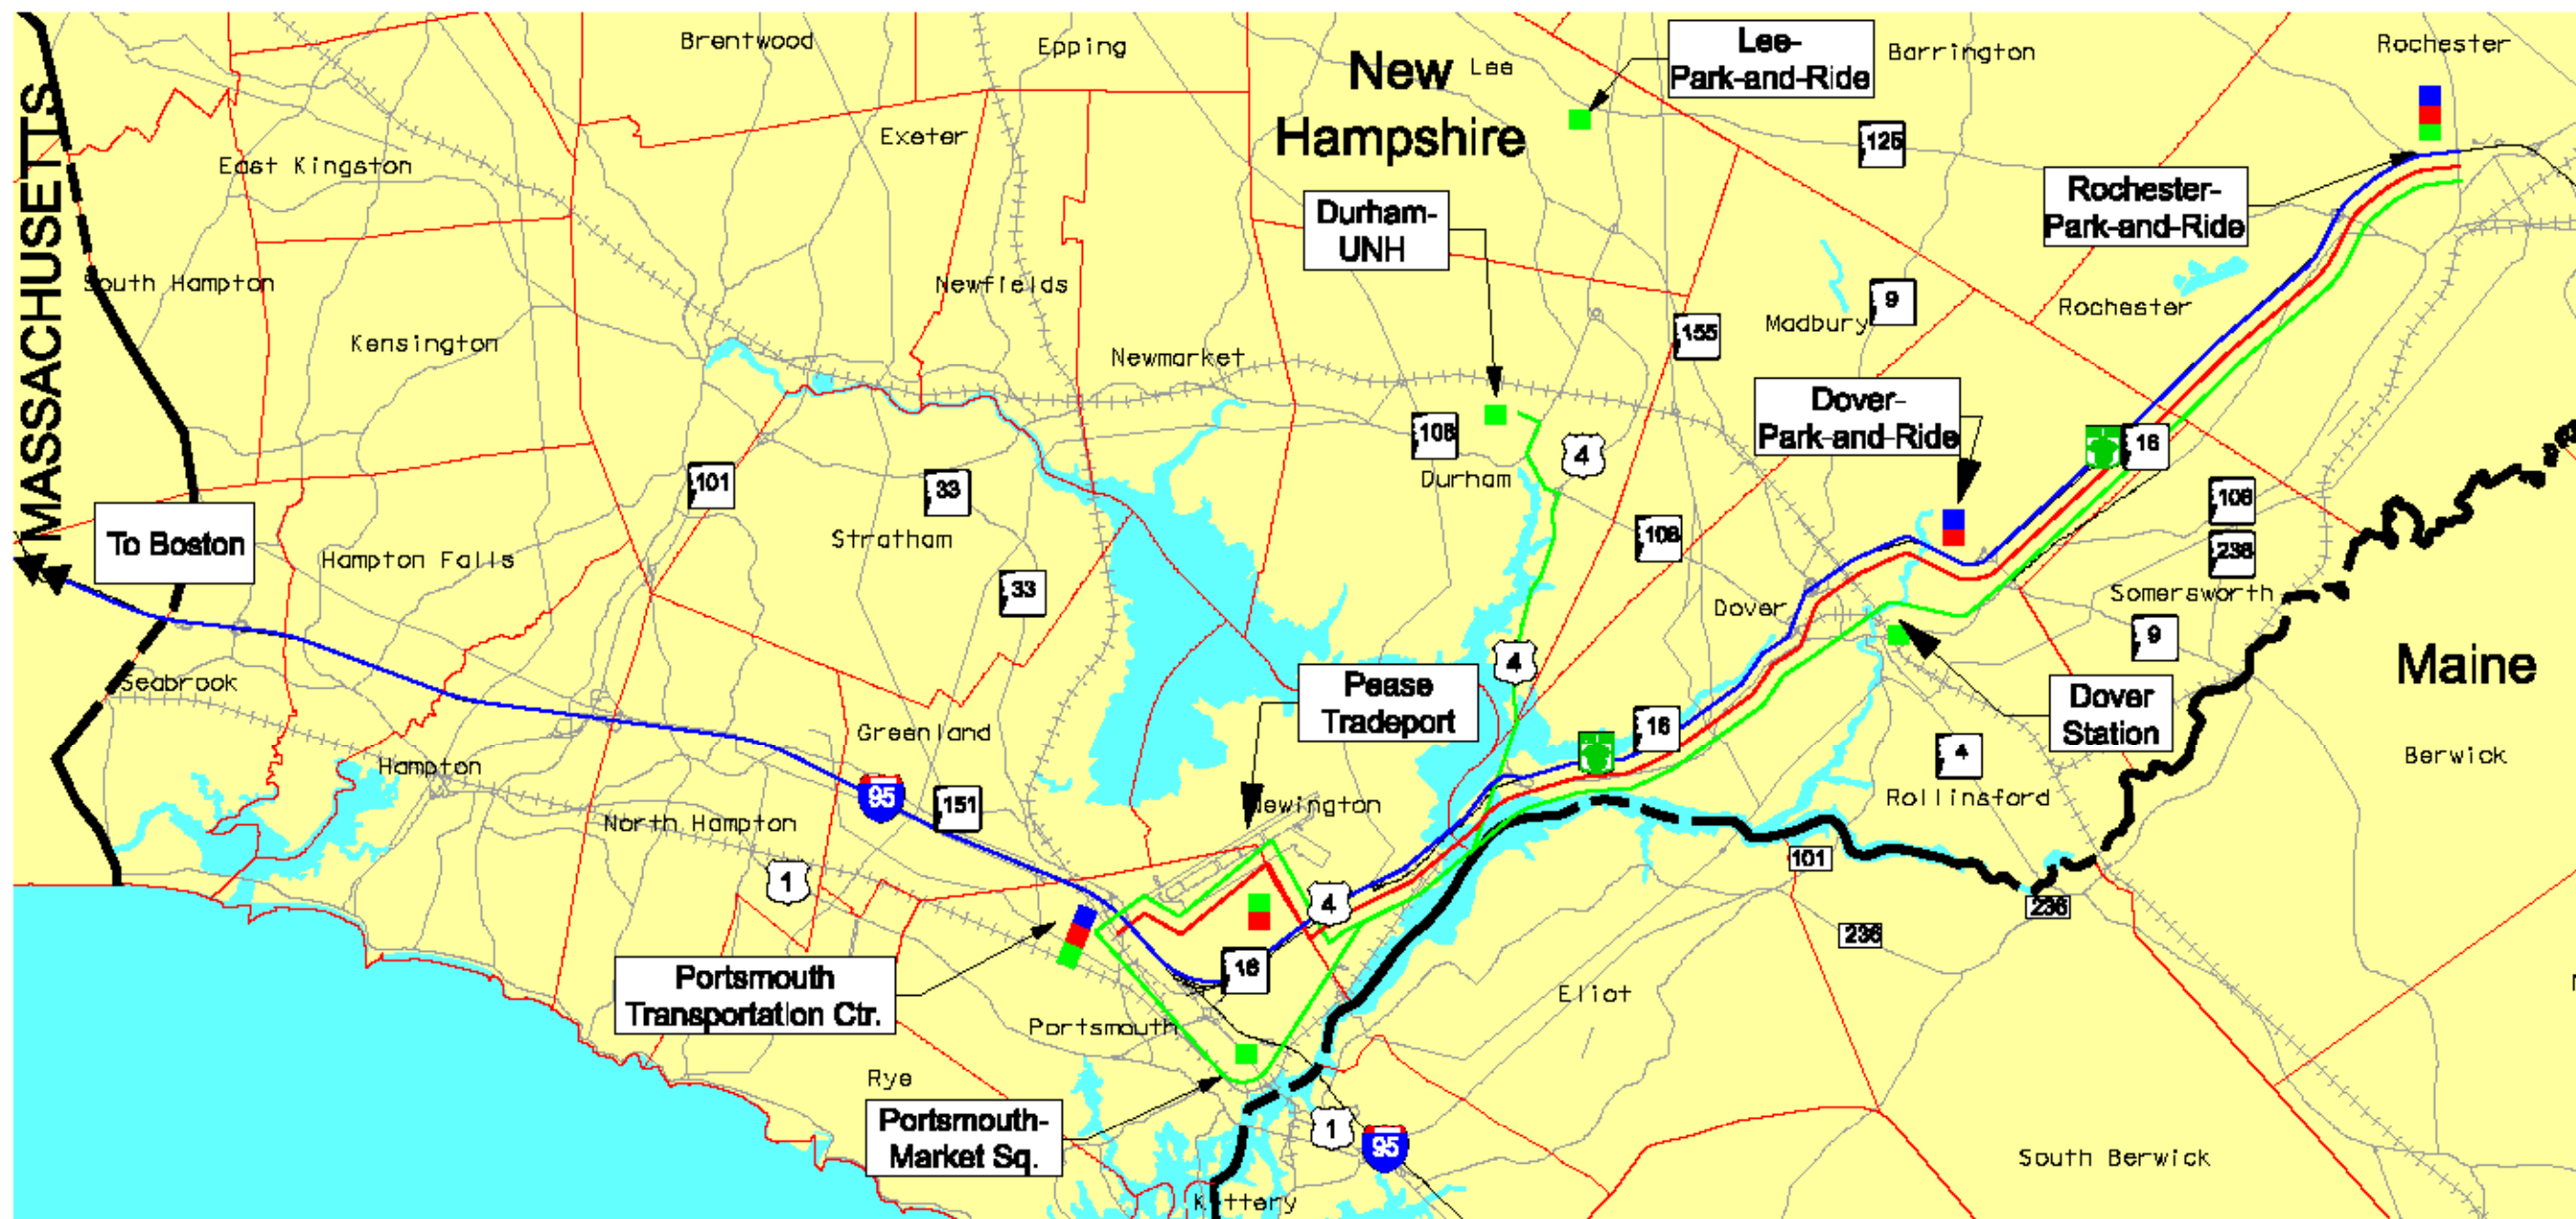 Brentwood
Epping
New
Hampshire
Lee
Lee-
Park-and-Ride
Barrington
Rochester
MASSACHUSETTS
East Kingston
Exeter
125
Rochester-
Park-and-Ride
Durham-
UNH
South Hampton
Newfields
9
Rochester
Kensington
Newmarket
155
Madbury
Dover-
Park-and-Ride
108
4
16
101
33
Durham
108
108
236
To Boston
Hampton Falls
Stratham
33
Dover
Somersworth
9
Maine
Seabrook
4
Pease
Tradeport
Dover
Station
Greenland
16
4
Berwick
Hampton
95
151
Newington
Rollinsford
North Hampton
101
1
4
236
236
Portsmouth
Transportation Ctr.
16
Eliot
Portsmouth
Rye
Portsmouth-
Market Sq.
1
95
South Berwick
Kittery